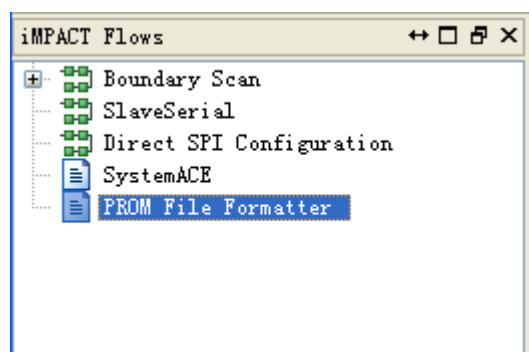 iMPACT Flows
Boundary Scan
SlaveSerial
Direct SPI Configuration
SystemACE
PROM File Formatter